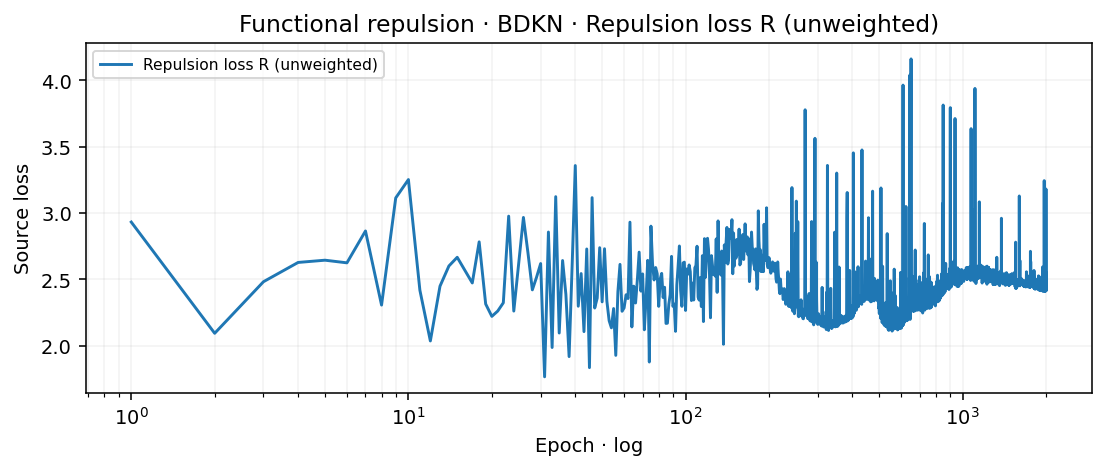 Functional repulsion · BDKN · Repulsion loss R (unweighted)
Repulsion loss R (unweighted)
Source loss
4.0
3.5
3.0
2.5
2.0
10⁰ 10¹ 10² 10³
Epoch · log